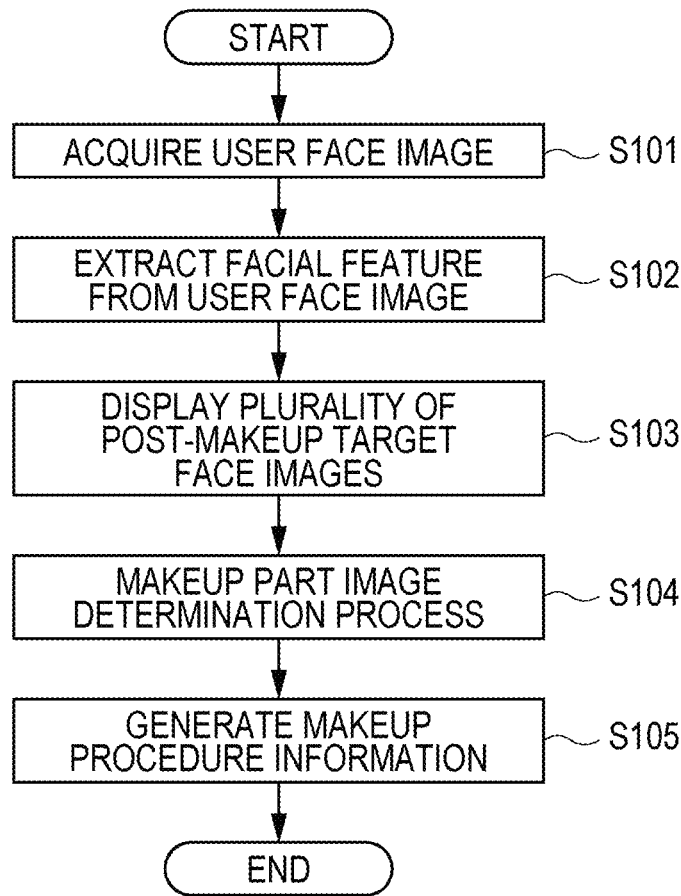 START
ACQUIRE USER FACE IMAGE
S101
EXTRACT FACIAL FEATURE
FROM USER FACE IMAGE
S102
DISPLAY PLURALITY OF
POST-MAKEUP TARGET
FACE IMAGES
S103
MAKEUP PART IMAGE
DETERMINATION PROCESS
S104
GENERATE MAKEUP
PROCEDURE INFORMATION
S105
END